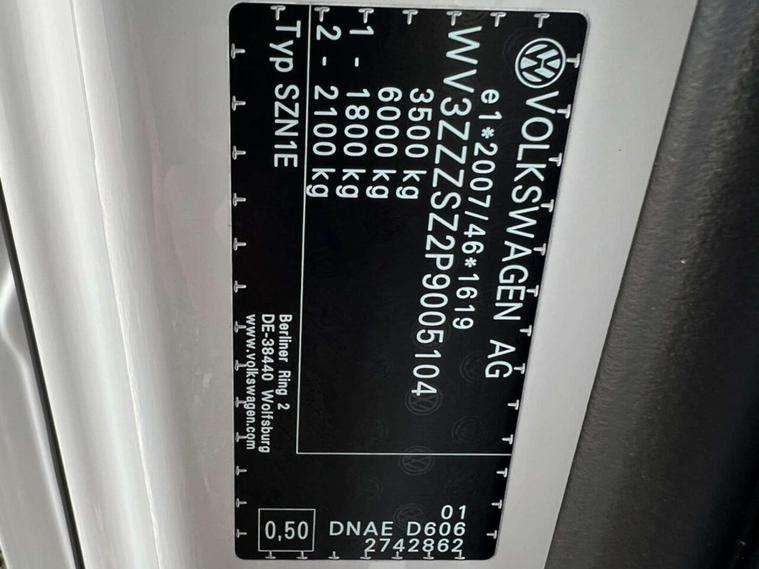 VOLKSWAGEN AG
e1*2007/46*1619
WV3ZZZSZ2P9005104
3500 kg
6000 kg
1 - 1800 kg
2 - 2100 kg
Typ SZN1E
Berliner Ring 2
DE-38440 Wolfsburg
www.volkswagen.com
01
DNAE D606
2742862
0,50